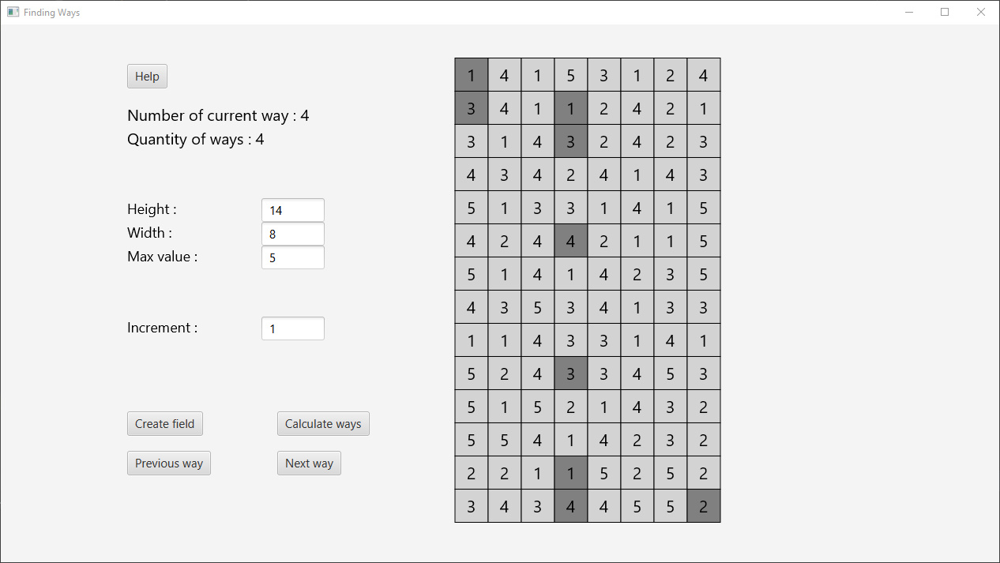 Finding Ways
Help
Number of current way : 4
Quantity of ways : 4
Height : 14
Width : 8
Max value : 5
Increment : 1
Create field Calculate ways
Previous way Next way
1 4 1 5 3 1 2 4
3 4 1 1 2 4 2 1
3 1 4 3 2 4 2 3
4 3 4 2 4 1 4 3
5 1 3 3 1 4 1 5
4 2 4 4 2 1 1 5
5 1 4 1 4 2 3 5
4 3 5 3 4 1 3 3
1 1 4 3 3 1 4 1
5 2 4 3 3 4 5 3
5 1 5 2 1 4 3 2
5 5 4 1 4 2 3 2
2 2 1 1 5 2 5 2
3 4 3 4 4 5 5 2